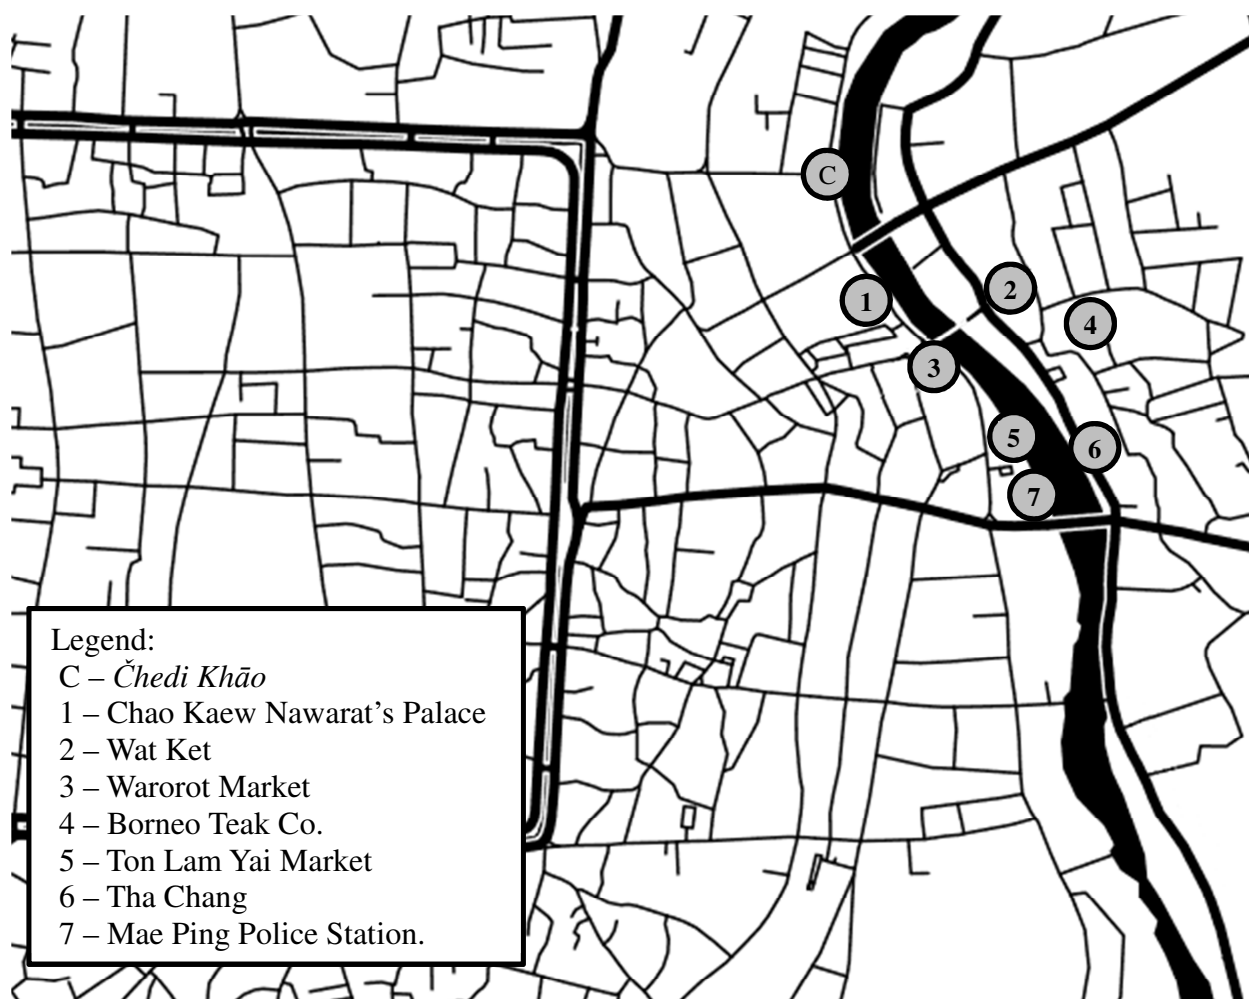 C
1
2
4
3
5
6
7
Legend:
C – Čhedi Khāo
1 – Chao Kaew Nawarat’s Palace
2 – Wat Ket
3 – Warorot Market
4 – Borneo Teak Co.
5 – Ton Lam Yai Market
6 – Tha Chang
7 – Mae Ping Police Station.